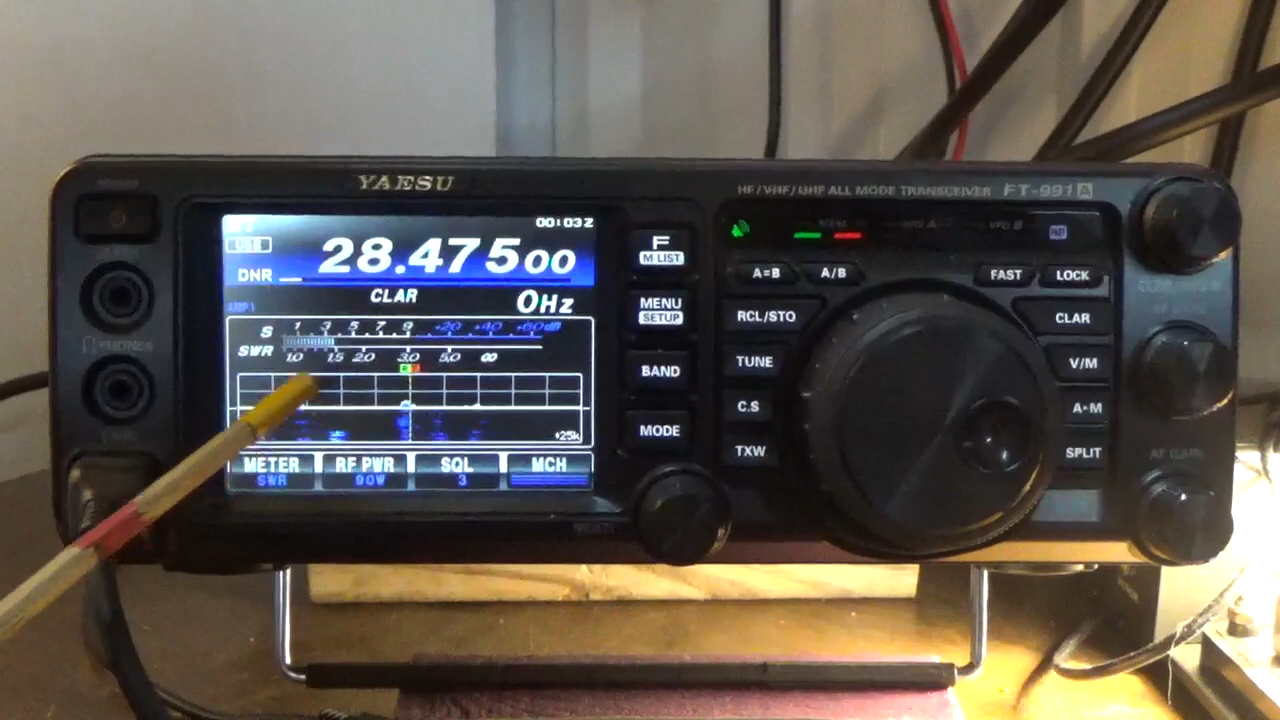 YAESU
HF/VHF/UHF ALL MODE TRANSCEIVER FT-991A
00:03Z
USB
28.475 00
DNR
CLAR 0Hz
S 1 3 5 7 9 +20 +40 +60dB
SWR 1.0 1.5 2.0 3.0 5.0 ∞
+25k
METER RF PWR SQL MCH
SWR 90W 3
PHONES
F
M LIST
MENU
SETUP
BAND
MODE
A=B A/B FAST LOCK
RCL/STO CLAR
TUNE V/M
C.S A▸M
TXW SPLIT
AF GAIN